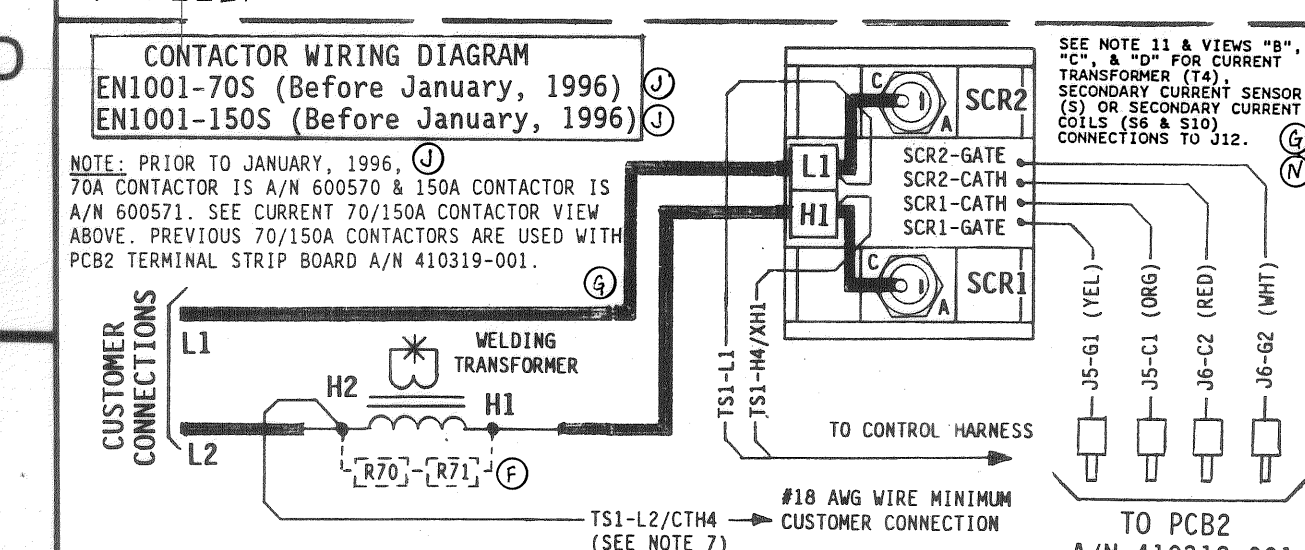 CONTACTOR WIRING DIAGRAM
EN1001-70S (Before January, 1996) J
EN1001-150S (Before January, 1996) J
NOTE: PRIOR TO JANUARY, 1996, J
70A CONTACTOR IS A/N 600570 & 150A CONTACTOR IS
A/N 600571. SEE CURRENT 70/150A CONTACTOR VIEW
ABOVE. PREVIOUS 70/150A CONTACTORS ARE USED WITH
PCB2 TERMINAL STRIP BOARD A/N 410319-001.
G
CUSTOMER
CONNECTIONS
L1
L2
WELDING
TRANSFORMER
H2
H1
R70
R71
F
TS1-L2/CTH4
(SEE NOTE 7)
#18 AWG WIRE MINIMUM
CUSTOMER CONNECTION
TS1-L1
TS1-H4/XH1
TO CONTROL HARNESS
C
A
SCR2
L1
H1
SCR2-GATE
SCR2-CATH
SCR1-CATH
SCR1-GATE
C
A
SCR1
SEE NOTE 11 & VIEWS "B",
"C", & "D" FOR CURRENT
TRANSFORMER (T4),
SECONDARY CURRENT SENSOR
(S) OR SECONDARY CURRENT
COILS (S6 & S10)
CONNECTIONS TO J12.
G
N
J5-G1 (YEL)
J5-C1 (ORG)
J6-C2 (RED)
J6-G2 (WHT)
TO PCB2